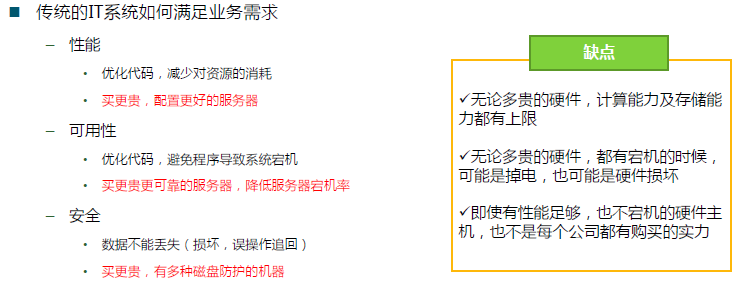 ■ 传统的IT系统如何满足业务需求
– 性能
• 优化代码，减少对资源的消耗
• 买更贵，配置更好的服务器
– 可用性
• 优化代码，避免程序导致系统宕机
• 买更贵更可靠的服务器，降低服务器宕机率
– 安全
• 数据不能丢失（损坏，误操作追回）
• 买更贵，有多种磁盘防护的机器
缺点
✓无论多贵的硬件，计算能力及存储能
力都有上限
✓无论多贵的硬件，都有宕机的时候，
可能是掉电，也可能是硬件损坏
✓即使有性能足够，也不宕机的硬件主
机，也不是每个公司都有购买的实力